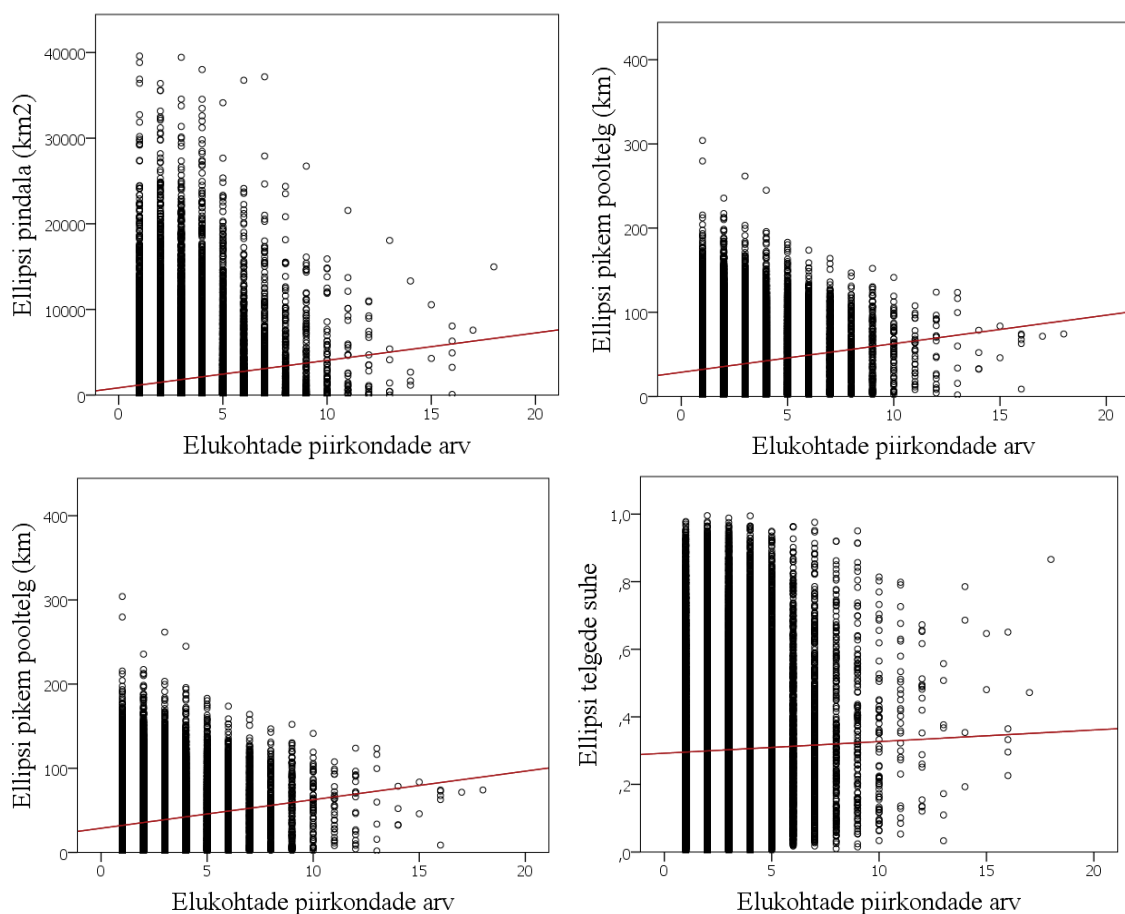 Ellipsi pindala (km2)
40000
30000
20000
10000
0
0 5 10 15 20
Elukohtade piirkondade arv
Ellipsi pikem pooltelg (km)
400
300
200
100
0
0 5 10 15 20
Elukohtade piirkondade arv
Ellipsi pikem pooltelg (km)
400
300
200
100
0
0 5 10 15 20
Elukohtade piirkondade arv
Ellipsi telgede suhe
1,0
,8
,6
,4
,2
,0
0 5 10 15 20
Elukohtade piirkondade arv